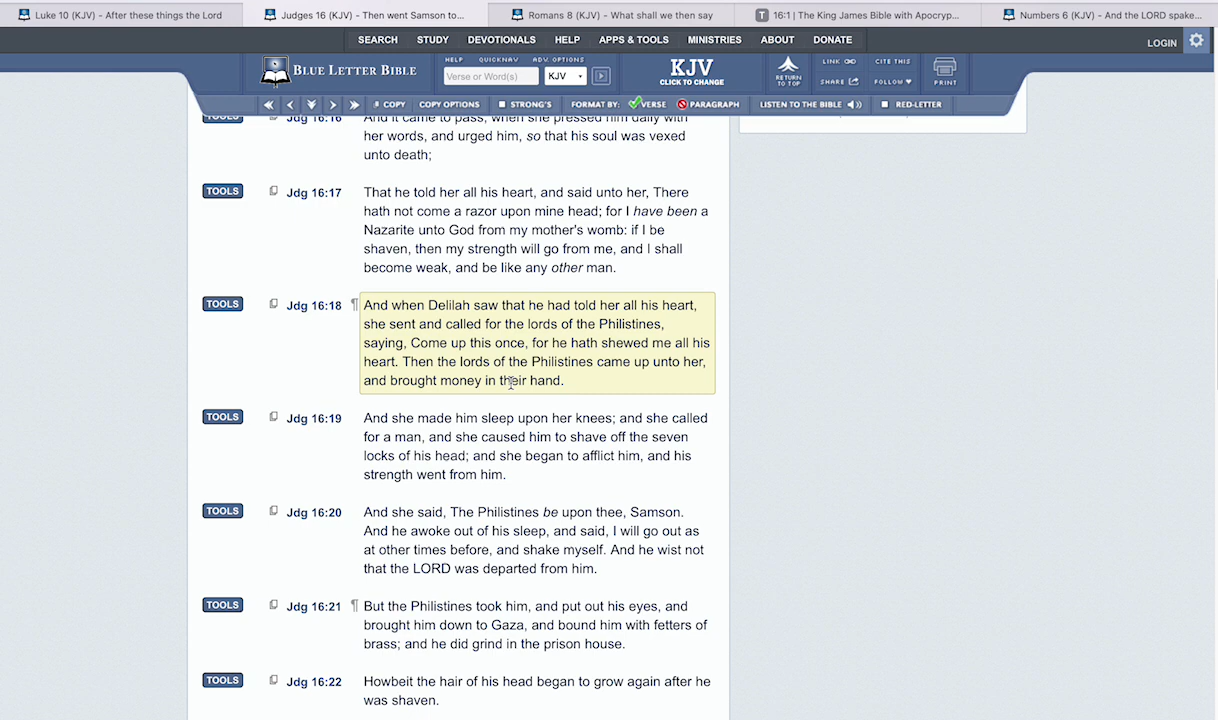 Luke 10 (KJV) - After these things the Lord
Judges 16 (KJV) - Then went Samson to...
Romans 8 (KJV) - What shall we then say
T 16:1 | The King James Bible with Apocryp...
Numbers 6 (KJV) - And the LORD spake...
SEARCH STUDY DEVOTIONALS HELP APPS & TOOLS MINISTRIES ABOUT DONATE LOGIN
BLUE LETTER BIBLE
HELP QUICKNAV ADV. OPTIONS
Verse or Word(s) KJV
KJV
CLICK TO CHANGE
RETURN
TO TOP
LINK CITE THIS
SHARE FOLLOW
PRINT
COPY COPY OPTIONS STRONG'S FORMAT BY: VERSE PARAGRAPH LISTEN TO THE BIBLE RED-LETTER
TOOLS Jdg 16:16 And it came to pass, when she pressed him daily with
her words, and urged him, so that his soul was vexed
unto death;
TOOLS Jdg 16:17 That he told her all his heart, and said unto her, There
hath not come a razor upon mine head; for I have been a
Nazarite unto God from my mother's womb: if I be
shaven, then my strength will go from me, and I shall
become weak, and be like any other man.
TOOLS Jdg 16:18 ¶ And when Delilah saw that he had told her all his heart,
she sent and called for the lords of the Philistines,
saying, Come up this once, for he hath shewed me all his
heart. Then the lords of the Philistines came up unto her,
and brought money in their hand.
TOOLS Jdg 16:19 And she made him sleep upon her knees; and she called
for a man, and she caused him to shave off the seven
locks of his head; and she began to afflict him, and his
strength went from him.
TOOLS Jdg 16:20 And she said, The Philistines be upon thee, Samson.
And he awoke out of his sleep, and said, I will go out as
at other times before, and shake myself. And he wist not
that the LORD was departed from him.
TOOLS Jdg 16:21 ¶ But the Philistines took him, and put out his eyes, and
brought him down to Gaza, and bound him with fetters of
brass; and he did grind in the prison house.
TOOLS Jdg 16:22 Howbeit the hair of his head began to grow again after he
was shaven.